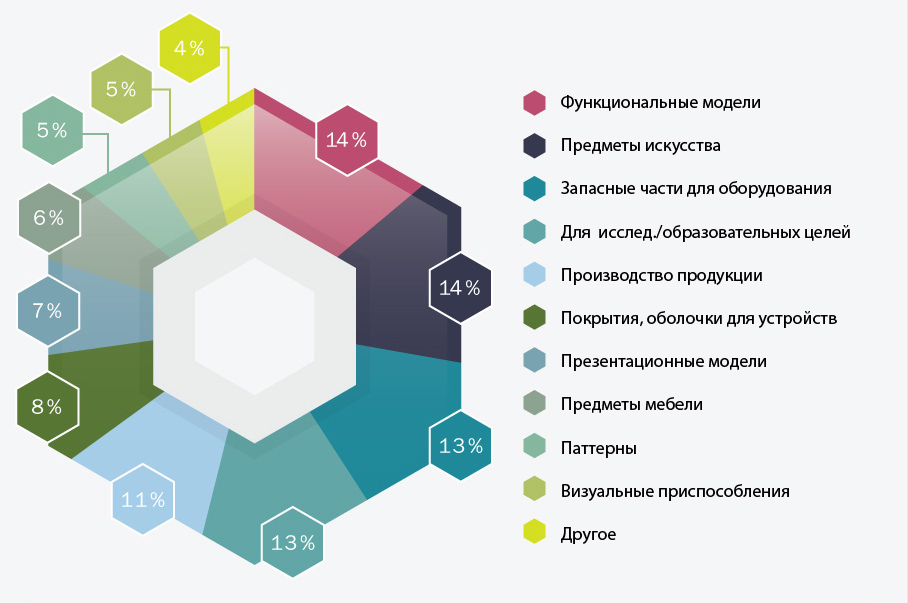 4%
5%
5%
14%
6%
14%
7%
8%
13%
11%
13%
Функциональные модели
Предметы искусства
Запасные части для оборудования
Для исслед./образовательных целей
Производство продукции
Покрытия, оболочки для устройств
Презентационные модели
Предметы мебели
Паттерны
Визуальные приспособления
Другое